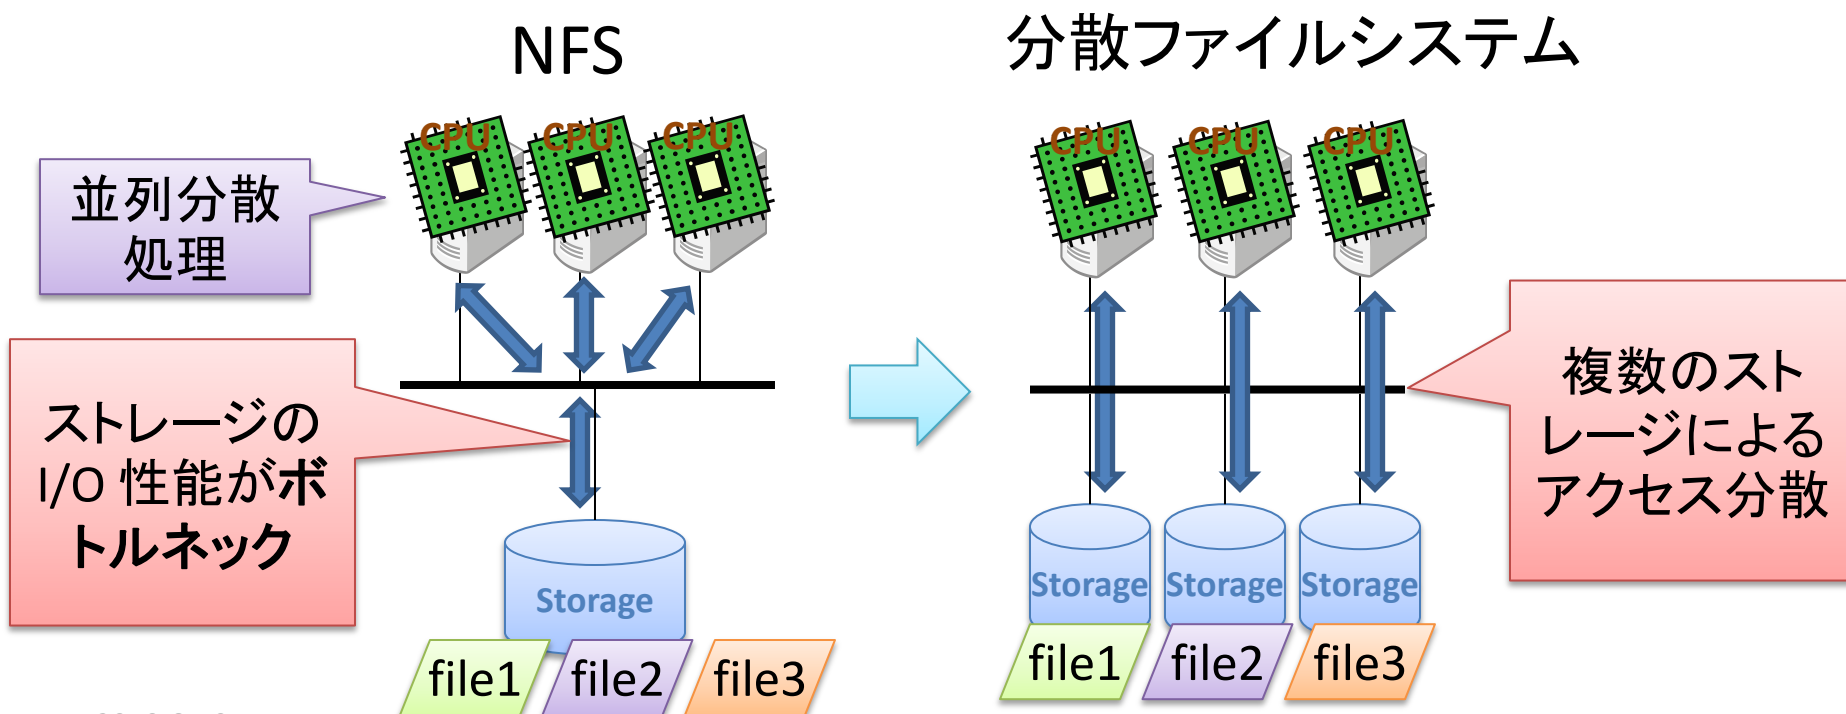 NFS
分散ファイルシステム
CPU
CPU
CPU
CPU
CPU
CPU
並列分散
処理
ストレージの
I/O 性能がボ
トルネック
複数のスト
レージによる
アクセス分散
Storage
Storage
Storage
Storage
file1
file2
file3
file1
file2
file3